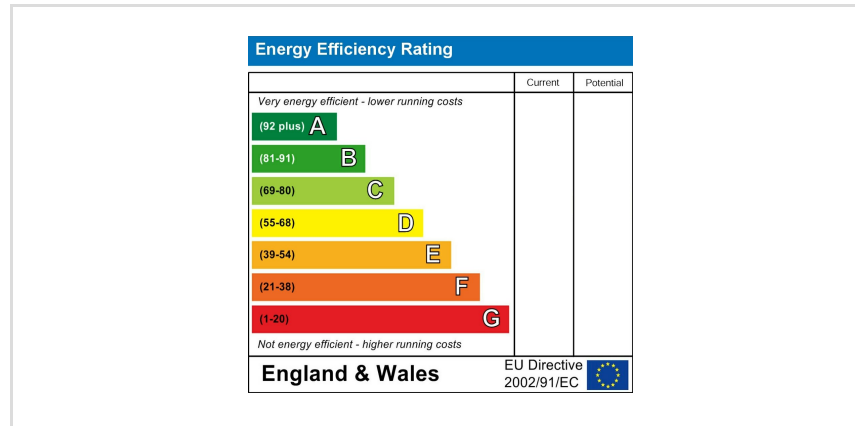 Energy Efficiency Rating
Current Potential
Very energy efficient - lower running costs
(92 plus) A
(81-91) B
(69-80) C
(55-68) D
(39-54) E
(21-38) F
(1-20) G
Not energy efficient - higher running costs
England & Wales
EU Directive
2002/91/EC